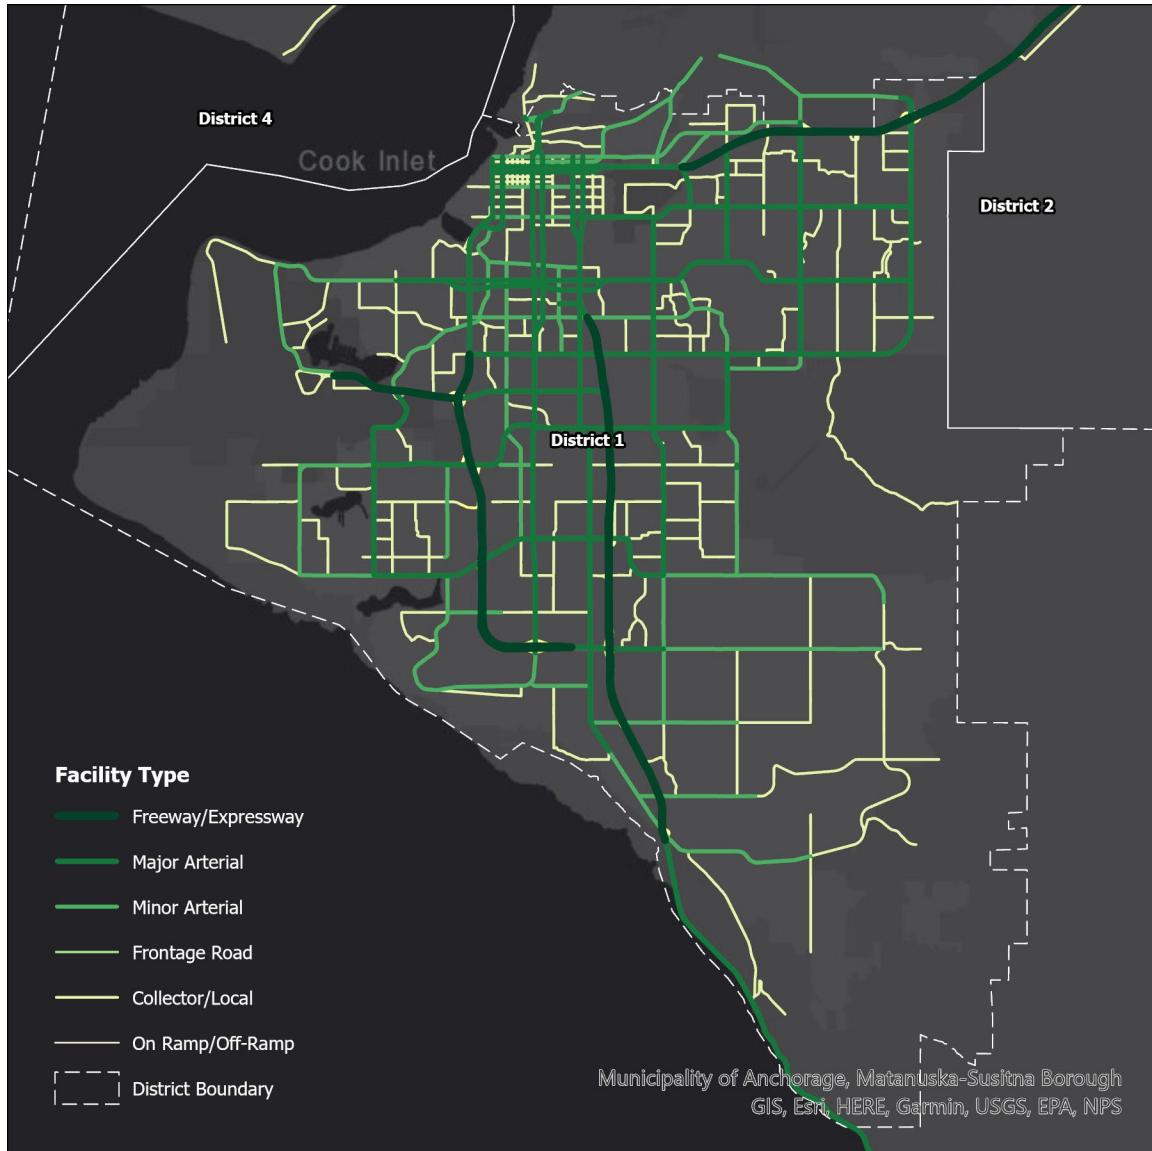 District 4
Cook Inlet
District 2
District 1
Facility Type
Freeway/Expressway
Major Arterial
Minor Arterial
Frontage Road
Collector/Local
On Ramp/Off-Ramp
District Boundary
Municipality of Anchorage, Matanuska-Susitna Borough
GIS, Esri, HERE, Garmin, USGS, EPA, NPS